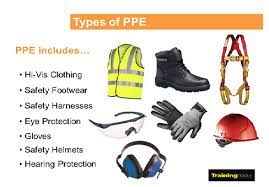 Types of PPE
PPE includes…
• Hi-Vis Clothing
• Safety Footwear
• Safety Harnesses
• Eye Protection
• Gloves
• Safety Helmets
• Hearing Protection